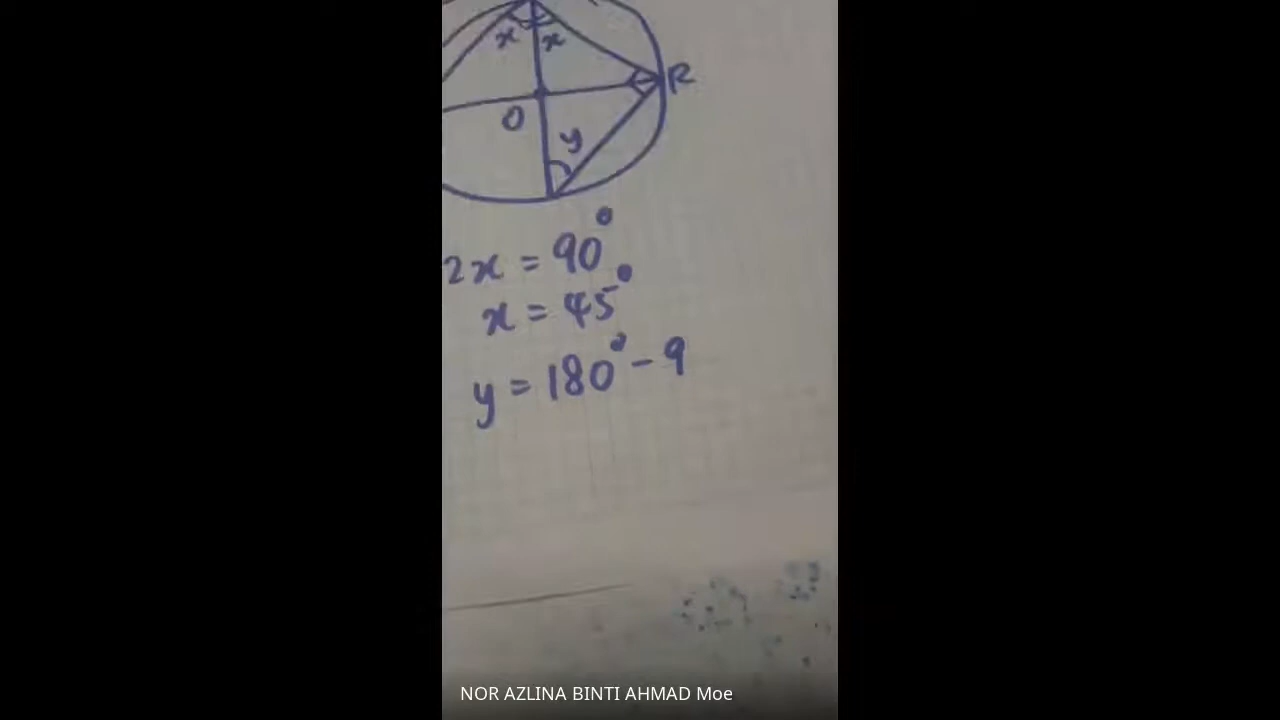 x x
R
O
y
2x = 90°
x = 45°
y = 180° - 9
NOR AZLINA BINTI AHMAD Moe